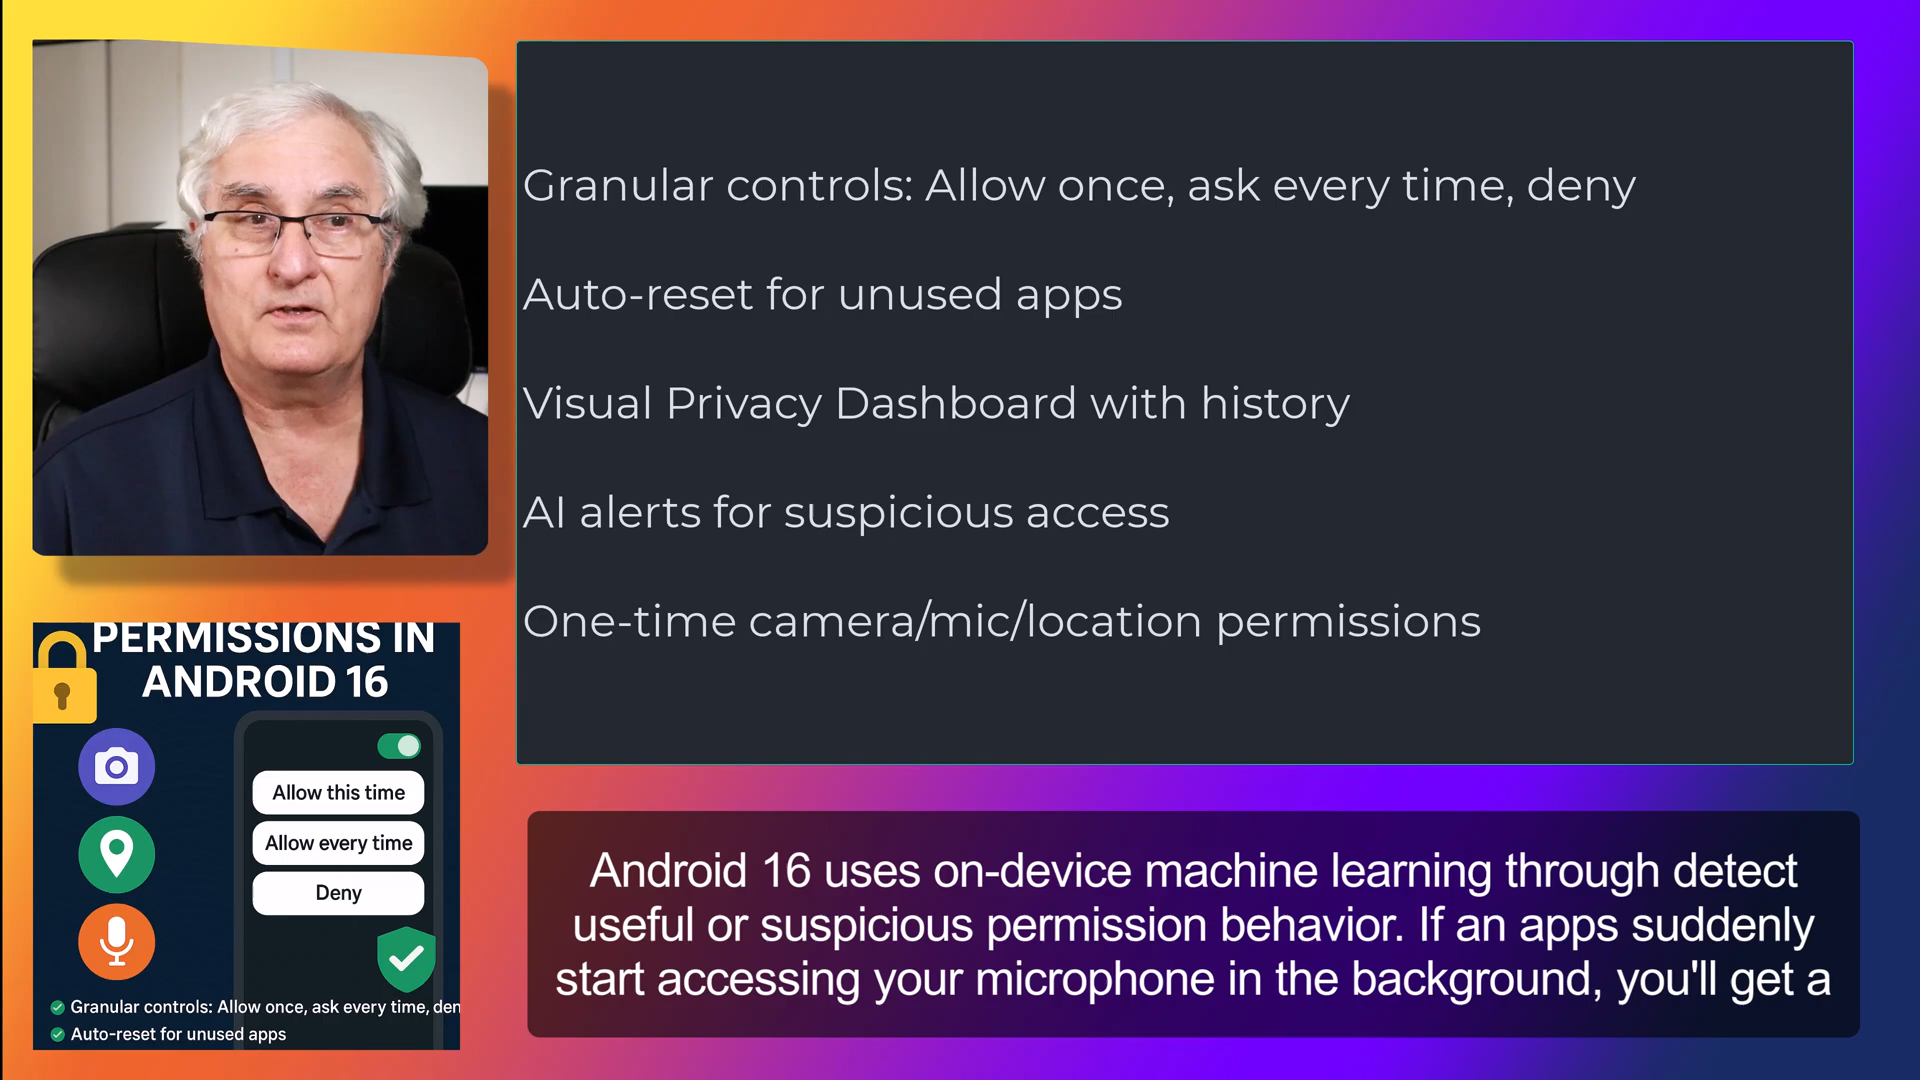 Granular controls: Allow once, ask every time, deny
Auto-reset for unused apps
Visual Privacy Dashboard with history
AI alerts for suspicious access
One-time camera/mic/location permissions
PERMISSIONS IN
ANDROID 16
Allow this time
Allow every time
Deny
Granular controls: Allow once, ask every time, den
Auto-reset for unused apps
Android 16 uses on-device machine learning through detect
useful or suspicious permission behavior. If an apps suddenly
start accessing your microphone in the background, you'll get a